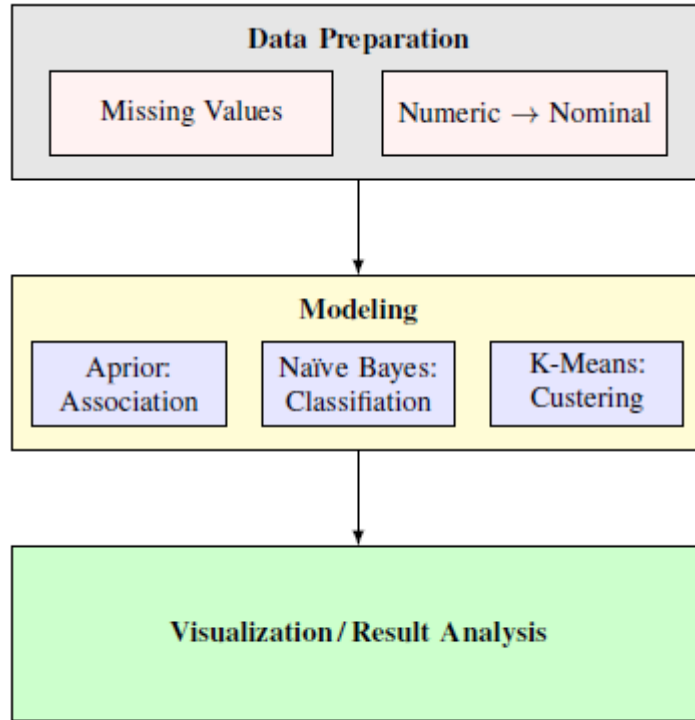 Data Preparation
Missing Values
Numeric → Nominal
Modeling
Aprior:
Association
Naïve Bayes:
Classifiation
K-Means:
Custering
Visualization / Result Analysis